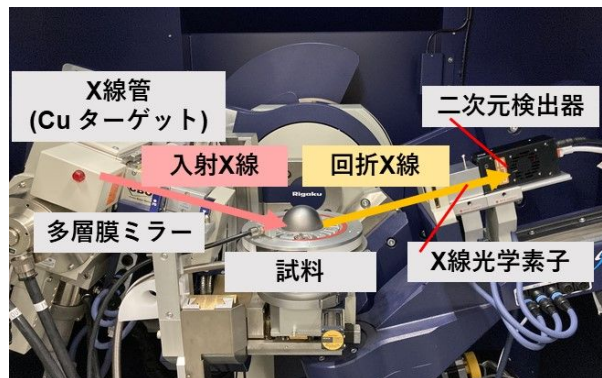 X線管
(Cu ターゲット)
二次元検出器
入射X線
回折X線
CBO
Rigaku
多層膜ミラー
試料
X線光学素子